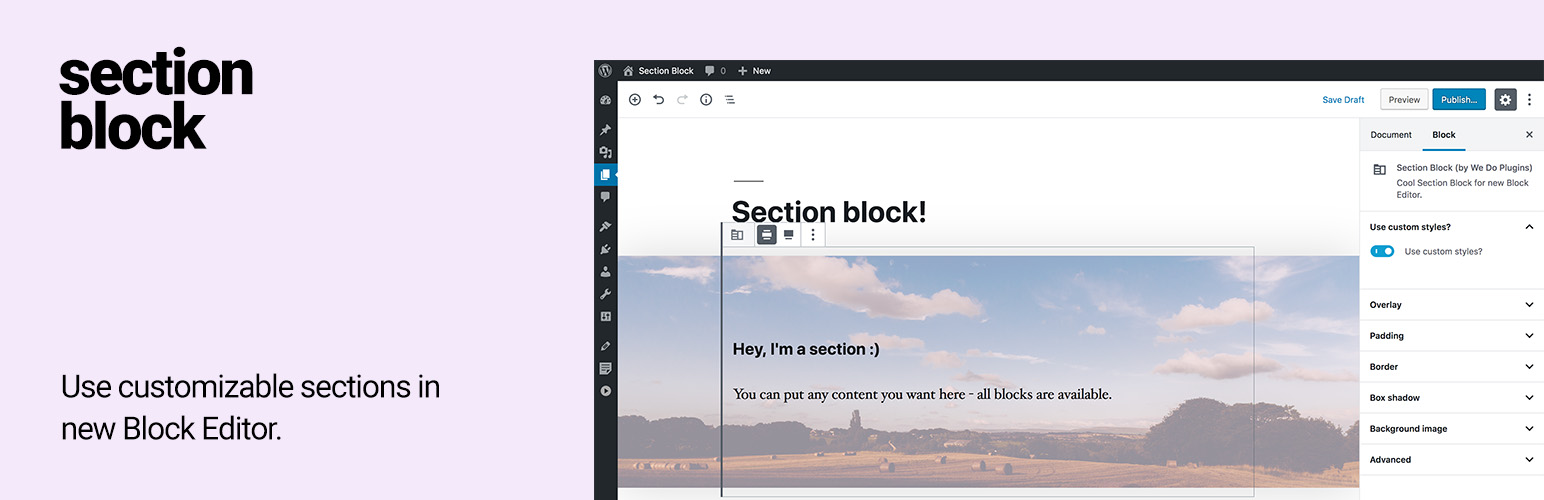 section
block
Use customizable sections in
new Block Editor.
Section Block 0 New
Save Draft Preview Publish...
Document Block
Section Block (by We Do Plugins)
Cool Section Block for new Block
Editor.
Section block!
Use custom styles?
Use custom styles?
Overlay
Padding
Border
Box shadow
Background image
Advanced
Hey, I'm a section :)
You can put any content you want here - all blocks are available.